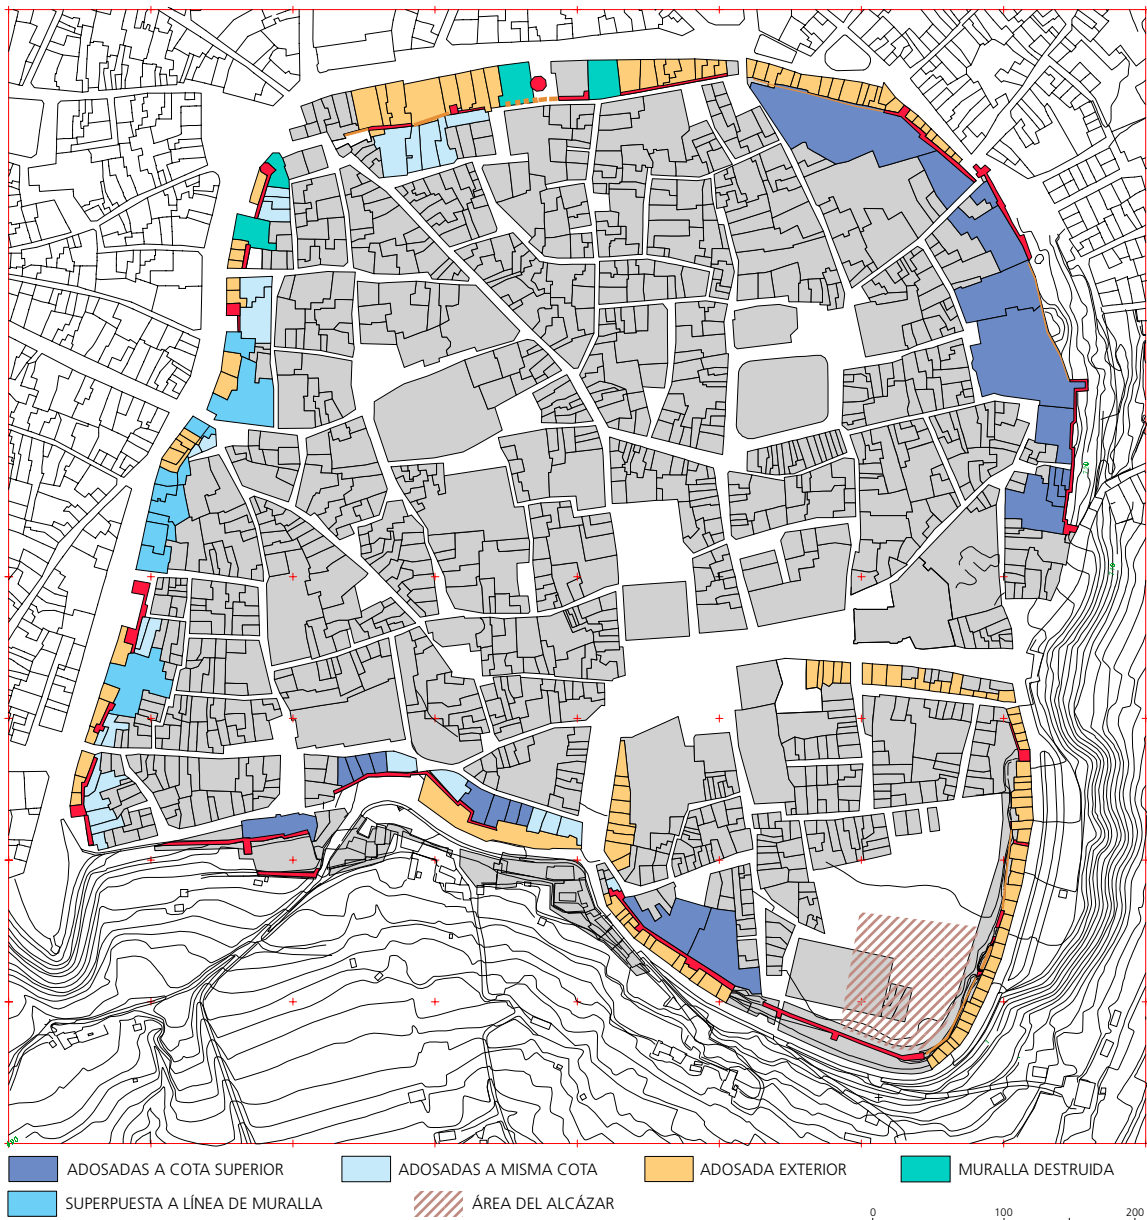 ADOSADAS A COTA SUPERIOR
ADOSADAS A MISMA COTA
ADOSADA EXTERIOR
MURALLA DESTRUIDA
SUPERPUESTA A LÍNEA DE MURALLA
ÁREA DEL ALCÁZAR
0 100 200